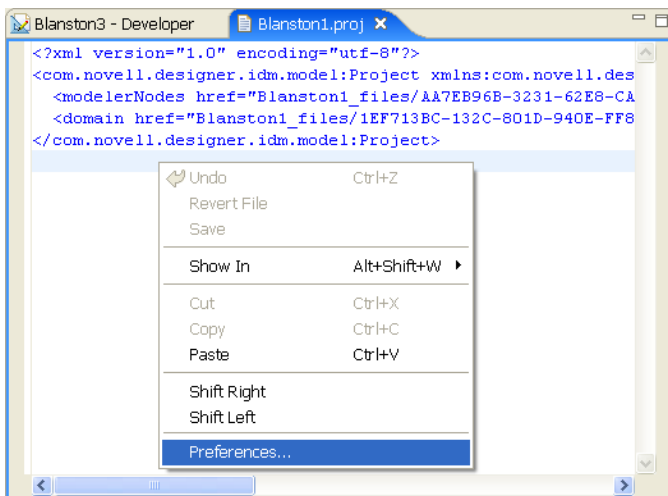 Blanston3 - Developer
Blanston1.proj
<?xml version="1.0" encoding="utf-8"?>
<com.novell.designer.idm.model:Project xmlns:com.novell.des
<modelerNodes href="Blanston1_files/AA7EB96B-3231-62E8-CA
<domain href="Blanston1_files/1EF713BC-132C-801D-940E-FF8
</com.novell.designer.idm.model:Project>
Undo Ctrl+Z
Revert File
Save
Show In Alt+Shift+W
Cut Ctrl+X
Copy Ctrl+C
Paste Ctrl+V
Shift Right
Shift Left
Preferences...